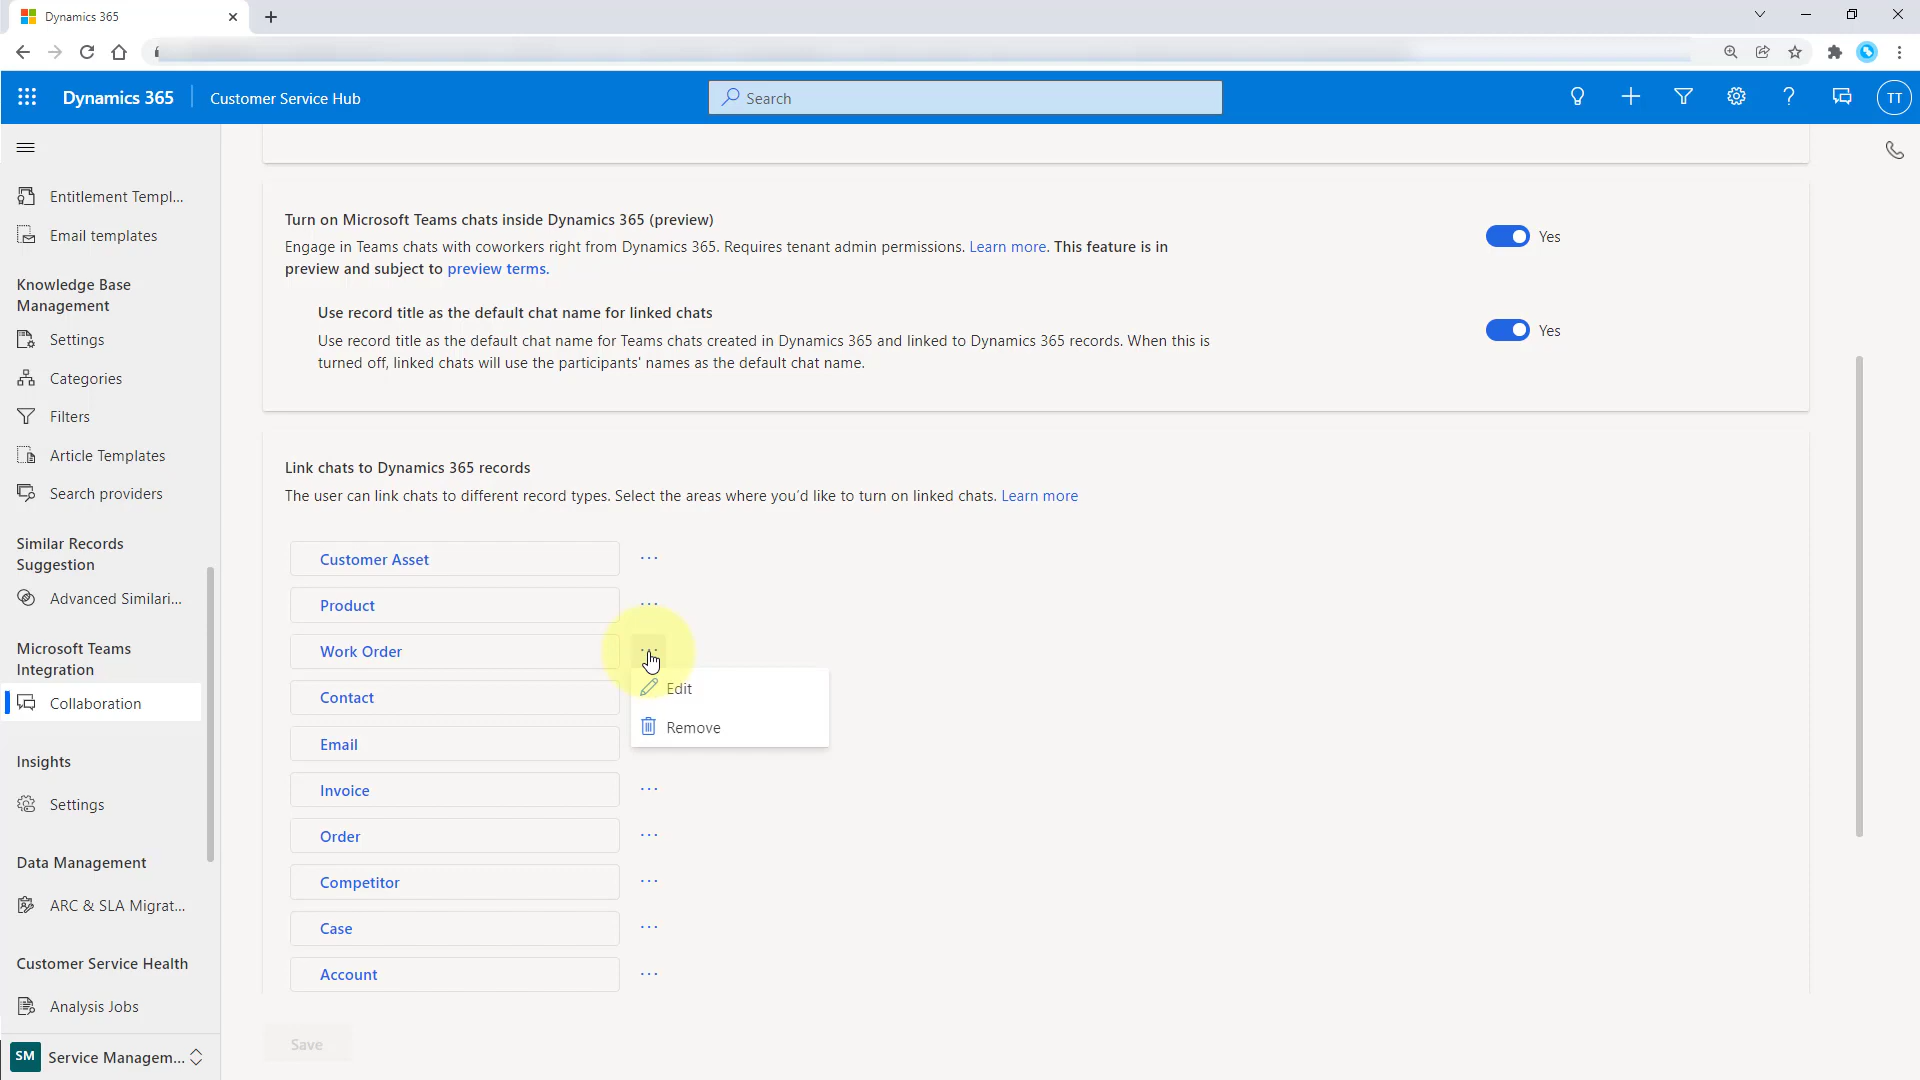 Dynamics 365
Dynamics 365
Customer Service Hub
Search
TT
Entitlement Templ...
Email templates
Knowledge Base
Management
Settings
Categories
Filters
Article Templates
Search providers
Similar Records
Suggestion
Advanced Similari...
Microsoft Teams
Integration
Collaboration
Insights
Settings
Data Management
ARC & SLA Migrat...
Customer Service Health
Analysis Jobs
SM Service Managem...
Turn on Microsoft Teams chats inside Dynamics 365 (preview)
Engage in Teams chats with coworkers right from Dynamics 365. Requires tenant admin permissions. Learn more. This feature is in
preview and subject to preview terms.
Yes
Use record title as the default chat name for linked chats
Use record title as the default chat name for Teams chats created in Dynamics 365 and linked to Dynamics 365 records. When this is
turned off, linked chats will use the participants' names as the default chat name.
Yes
Link chats to Dynamics 365 records
The user can link chats to different record types. Select the areas where you'd like to turn on linked chats. Learn more
Customer Asset
Product
Work Order
Edit
Remove
Contact
Email
Invoice
Order
Competitor
Case
Account
Save